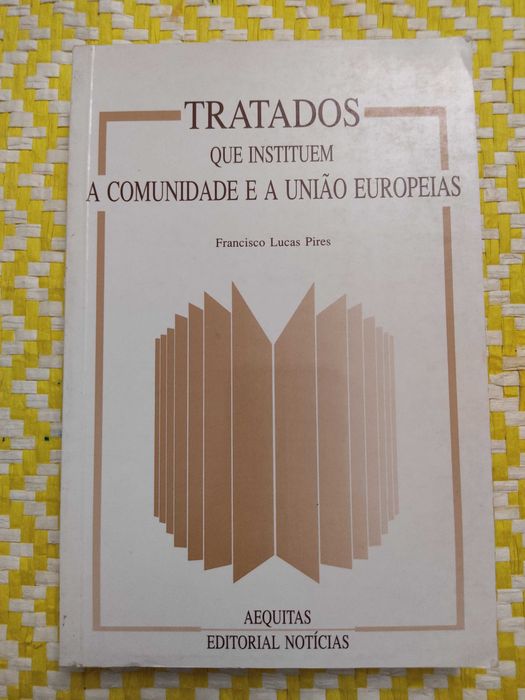 TRATADOS
QUE INSTITUEM
A COMUNIDADE E A UNIÃO EUROPEIAS
Francisco Lucas Pires
AEQUITAS
EDITORIAL NOTÍCIAS